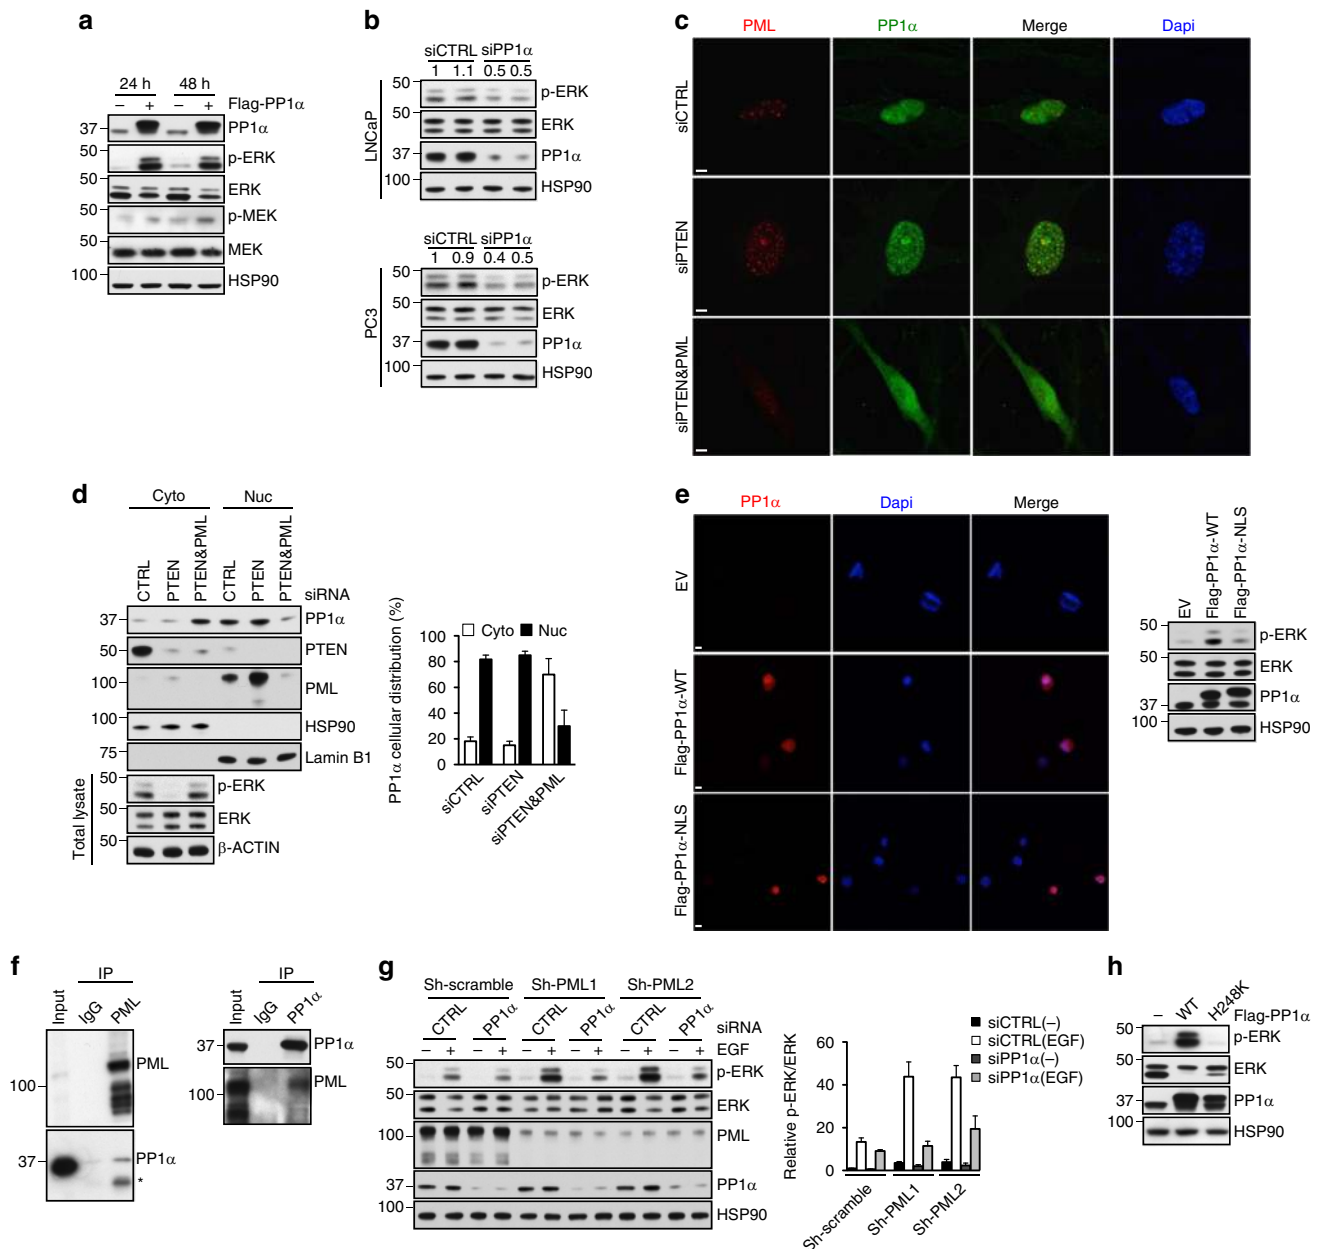 a
24 h 48 h
– + – + Flag-PP1α
37 PP1α
50 p-ERK
50 ERK
50 p-MEK
50 MEK
100 HSP90
b
siCTRL siPP1α
1 1.1 0.5 0.5
LNCaP
50 p-ERK
50 ERK
37 PP1α
100 HSP90
siCTRL siPP1α
1 0.9 0.4 0.5
PC3
50 p-ERK
50 ERK
37 PP1α
100 HSP90
c
PML PP1α Merge Dapi
siCTRL
siPTEN
siPTEN&PML
d
Cyto Nuc
CTRL PTEN PTEN&PML CTRL PTEN PTEN&PML siRNA
37 PP1α
50 PTEN
100 PML
100 HSP90
75 Lamin B1
Total lysate
50 p-ERK
50 ERK
50 β-ACTIN
PP1α cellular distribution (%)
Cyto Nuc
100
80
60
40
20
0
siCTRL siPTEN siPTEN&PML
e
PP1α Dapi Merge
EV
Flag-PP1α-WT
Flag-PP1α-NLS
EV Flag-PP1α-WT Flag-PP1α-NLS
50 p-ERK
50 ERK
37 PP1α
100 HSP90
f
IP
Input IgG PML
100 PML
37 PP1α
*
IP
Input IgG PP1α
37 PP1α
100 PML
g
Sh-scramble Sh-PML1 Sh-PML2
CTRL PP1α CTRL PP1α CTRL PP1α siRNA
– + – + – + – + – + – + EGF
50 p-ERK
50 ERK
100 PML
37 PP1α
100 HSP90
Relative p-ERK/ERK
siCTRL(–)
siCTRL(EGF)
siPP1α(–)
siPP1α(EGF)
60
40
20
0
Sh-scramble Sh-PML1 Sh-PML2
h
– WT H248K Flag-PP1α
50 p-ERK
50 ERK
37 PP1α
100 HSP90